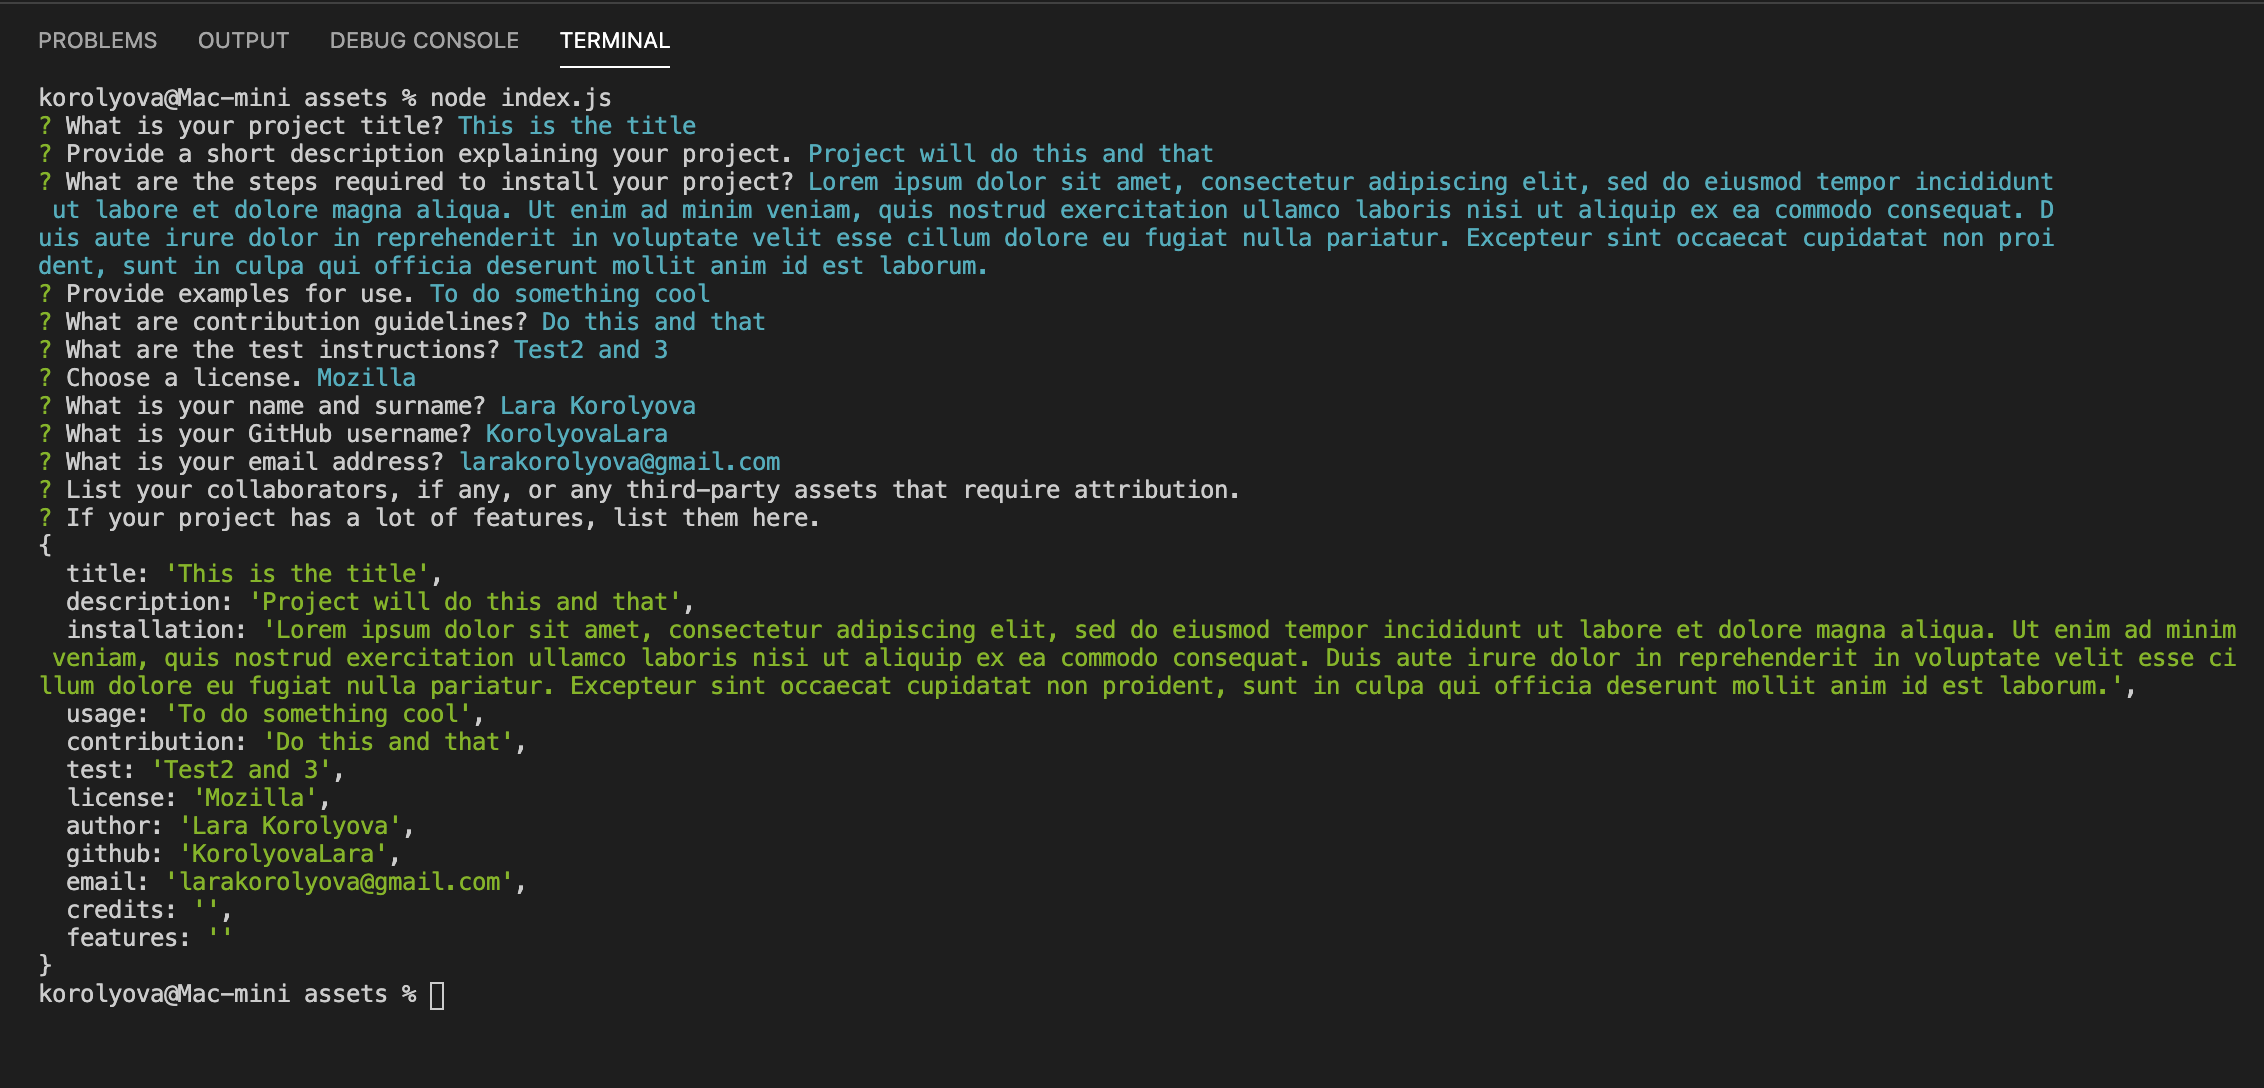 PROBLEMS OUTPUT DEBUG CONSOLE TERMINAL
korolyova@Mac-mini assets % node index.js
? What is your project title? This is the title
? Provide a short description explaining your project. Project will do this and that
? What are the steps required to install your project? Lorem ipsum dolor sit amet, consectetur adipiscing elit, sed do eiusmod tempor incididunt
 ut labore et dolore magna aliqua. Ut enim ad minim veniam, quis nostrud exercitation ullamco laboris nisi ut aliquip ex ea commodo consequat. D
uis aute irure dolor in reprehenderit in voluptate velit esse cillum dolore eu fugiat nulla pariatur. Excepteur sint occaecat cupidatat non proi
dent, sunt in culpa qui officia deserunt mollit anim id est laborum.
? Provide examples for use. To do something cool
? What are contribution guidelines? Do this and that
? What are the test instructions? Test2 and 3
? Choose a license. Mozilla
? What is your name and surname? Lara Korolyova
? What is your GitHub username? KorolyovaLara
? What is your email address? larakorolyova@gmail.com
? List your collaborators, if any, or any third-party assets that require attribution.
? If your project has a lot of features, list them here.
{
  title: 'This is the title',
  description: 'Project will do this and that',
  installation: 'Lorem ipsum dolor sit amet, consectetur adipiscing elit, sed do eiusmod tempor incididunt ut labore et dolore magna aliqua. Ut enim ad minim
 veniam, quis nostrud exercitation ullamco laboris nisi ut aliquip ex ea commodo consequat. Duis aute irure dolor in reprehenderit in voluptate velit esse ci
llum dolore eu fugiat nulla pariatur. Excepteur sint occaecat cupidatat non proident, sunt in culpa qui officia deserunt mollit anim id est laborum.',
  usage: 'To do something cool',
  contribution: 'Do this and that',
  test: 'Test2 and 3',
  license: 'Mozilla',
  author: 'Lara Korolyova',
  github: 'KorolyovaLara',
  email: 'larakorolyova@gmail.com',
  credits: '',
  features: ''
}
korolyova@Mac-mini assets %